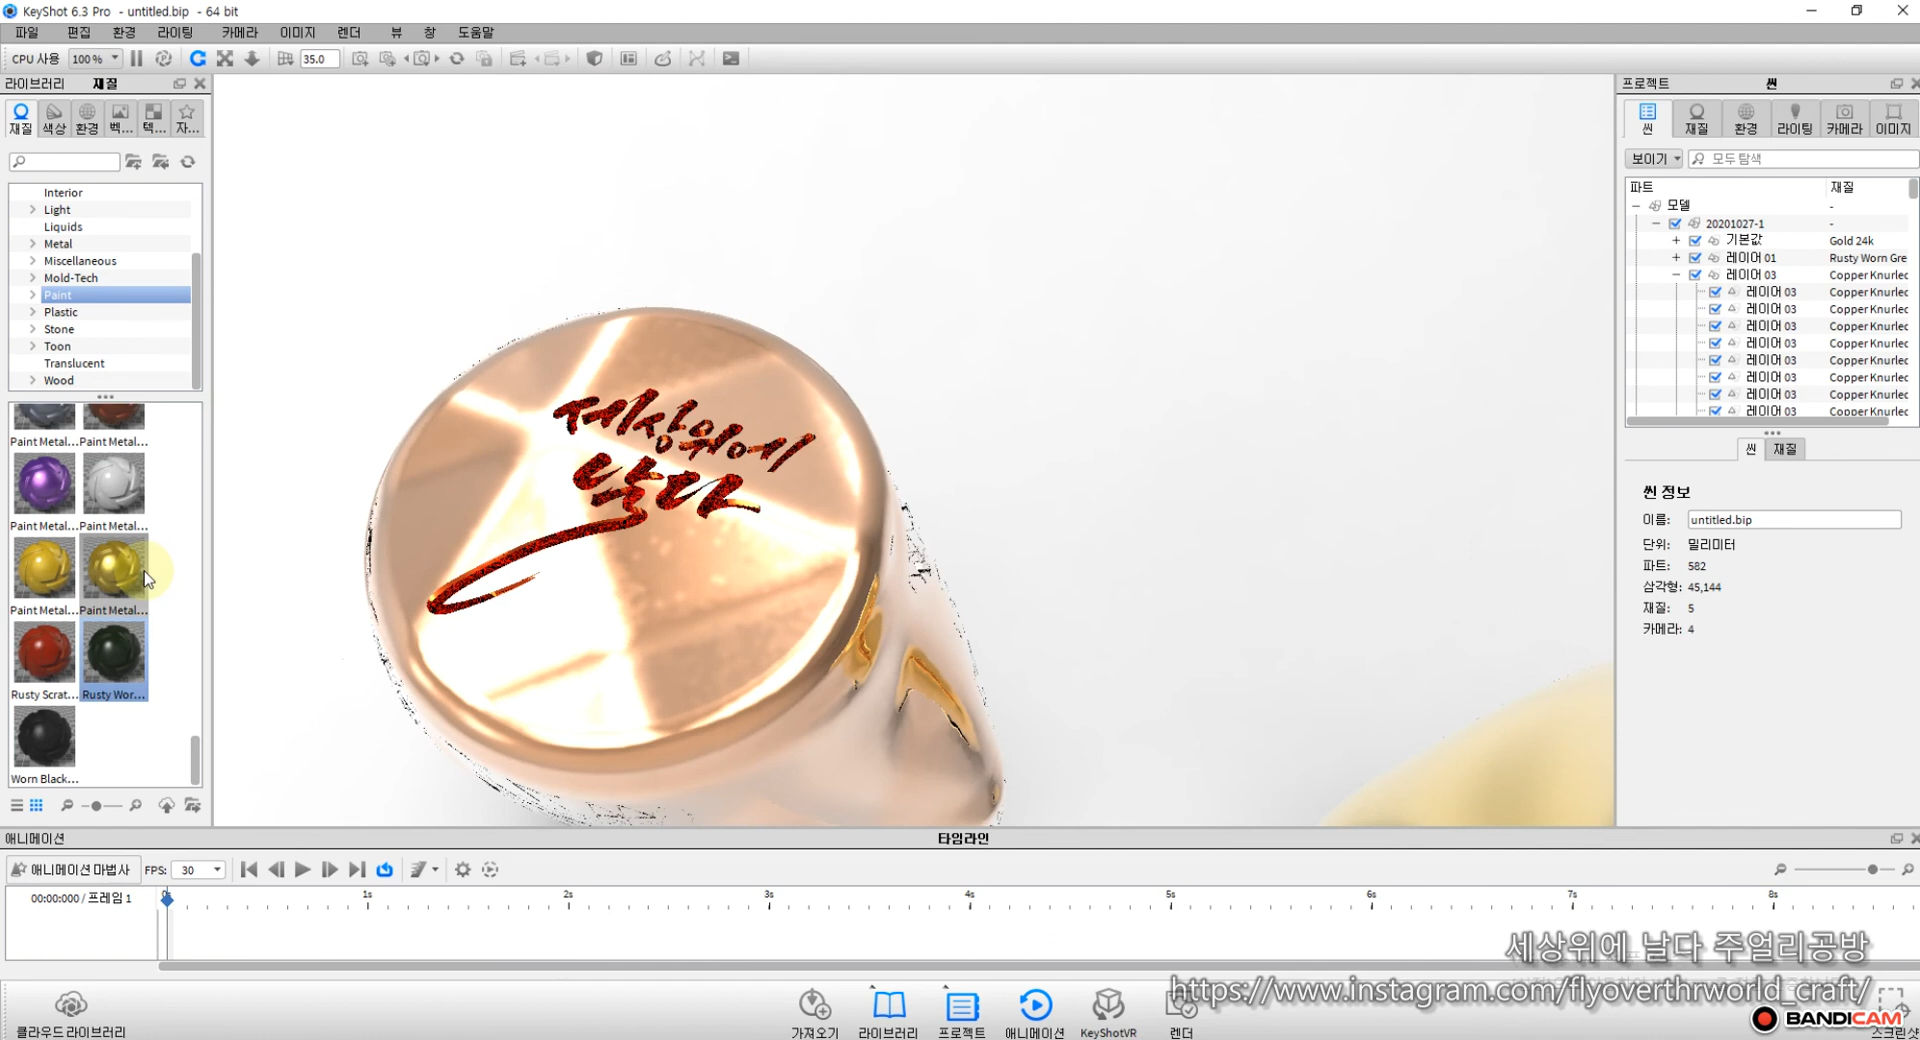 KeyShot 6.3 Pro - untitled.bip - 64 bit
파일 편집 환경 라이팅 카메라 이미지 렌더 뷰 창 도움말
CPU 사용 100 % 35.0
라이브러리 재질
재질 색상 환경 벡... 텍... 자...
Interior
Light
Liquids
Metal
Miscellaneous
Mold-Tech
Paint
Plastic
Stone
Toon
Translucent
Wood
Paint Metal... Paint Metal...
Paint Metal... Paint Metal...
Paint Metal... Paint Metal...
Rusty Scrat... Rusty Wor...
Worn Black...
세상위에
날다
프로젝트 씬
씬 재질 환경 라이팅 카메라 이미지
보이기 모두 탐색
파트 재질
모델 -
20201027-1 -
기본값 Gold 24k
레이어 01 Rusty Worn Gre
레이어 03 Copper Knurled
레이어 03 Copper Knurled
레이어 03 Copper Knurled
레이어 03 Copper Knurled
레이어 03 Copper Knurled
레이어 03 Copper Knurled
레이어 03 Copper Knurled
레이어 03 Copper Knurled
레이어 03 Copper Knurled
씬 재질
씬 정보
이름: untitled.bip
단위: 밀리미터
파트: 582
삼각형: 45,144
재질: 5
카메라: 4
애니메이션 타임라인
애니메이션 마법사 FPS: 30
00:00:000 / 프레임 1 0s 1s 2s 3s 4s 5s 6s 7s 8s
세상위에 날다 주얼리공방
https://www.instagram.com/flyoverthrworld_craft/
클라우드 라이브러리 가져오기 라이브러리 프로젝트 애니메이션 KeyShotVR 렌더 스크린샷
BANDICAM